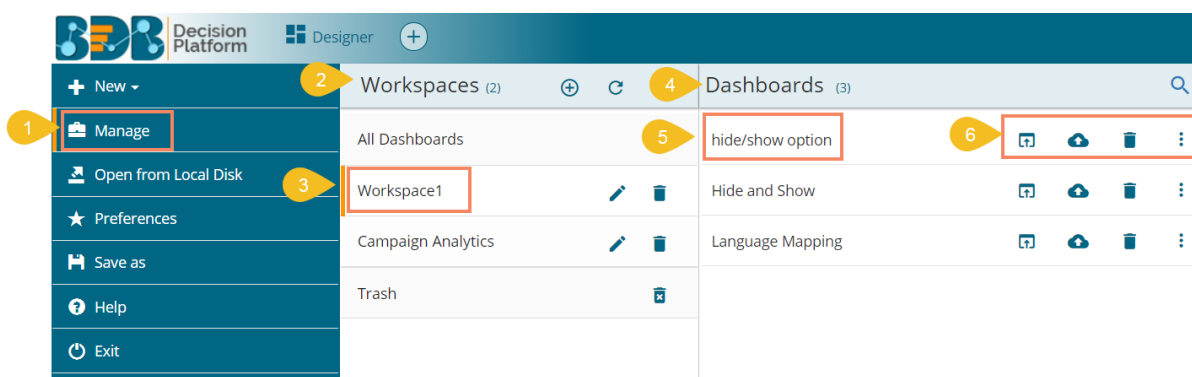 BDB Decision Platform
Designer
New
2
Workspaces (2)
4
Dashboards (3)
1
Manage
All Dashboards
5
hide/show option
6
Open from Local Disk
3
Workspace1
Hide and Show
Preferences
Campaign Analytics
Language Mapping
Save as
Trash
Help
Exit